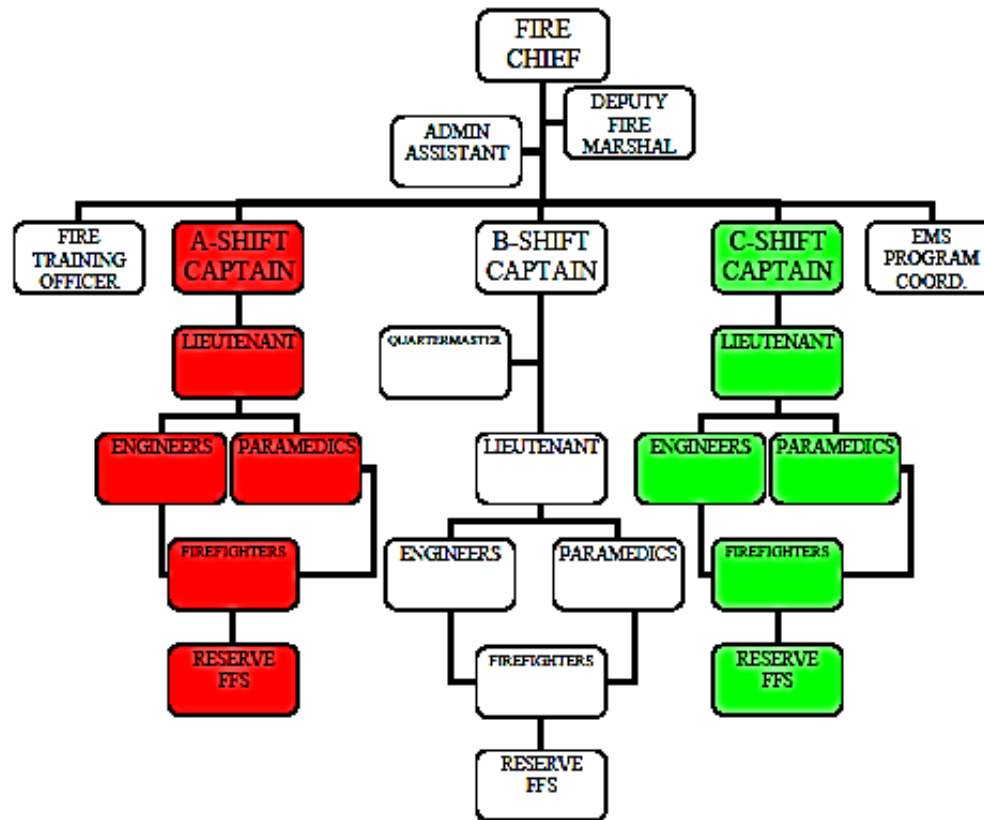 FIRE
CHIEF
DEPUTY
FIRE
MARSHAL
ADMIN
ASSISTANT
FIRE
TRAINING
OFFICER
A-SHIFT
CAPTAIN
B-SHIFT
CAPTAIN
C-SHIFT
CAPTAIN
EMS
PROGRAM
COORD.
LIEUTENANT
QUARTERMASTER
LIEUTENANT
ENGINEERS
PARAMEDICS
LIEUTENANT
ENGINEERS
PARAMEDICS
FIREFIGHTERS
ENGINEERS
PARAMEDICS
FIREFIGHTERS
RESERVE
FFS
FIREFIGHTERS
RESERVE
FFS
RESERVE
FFS